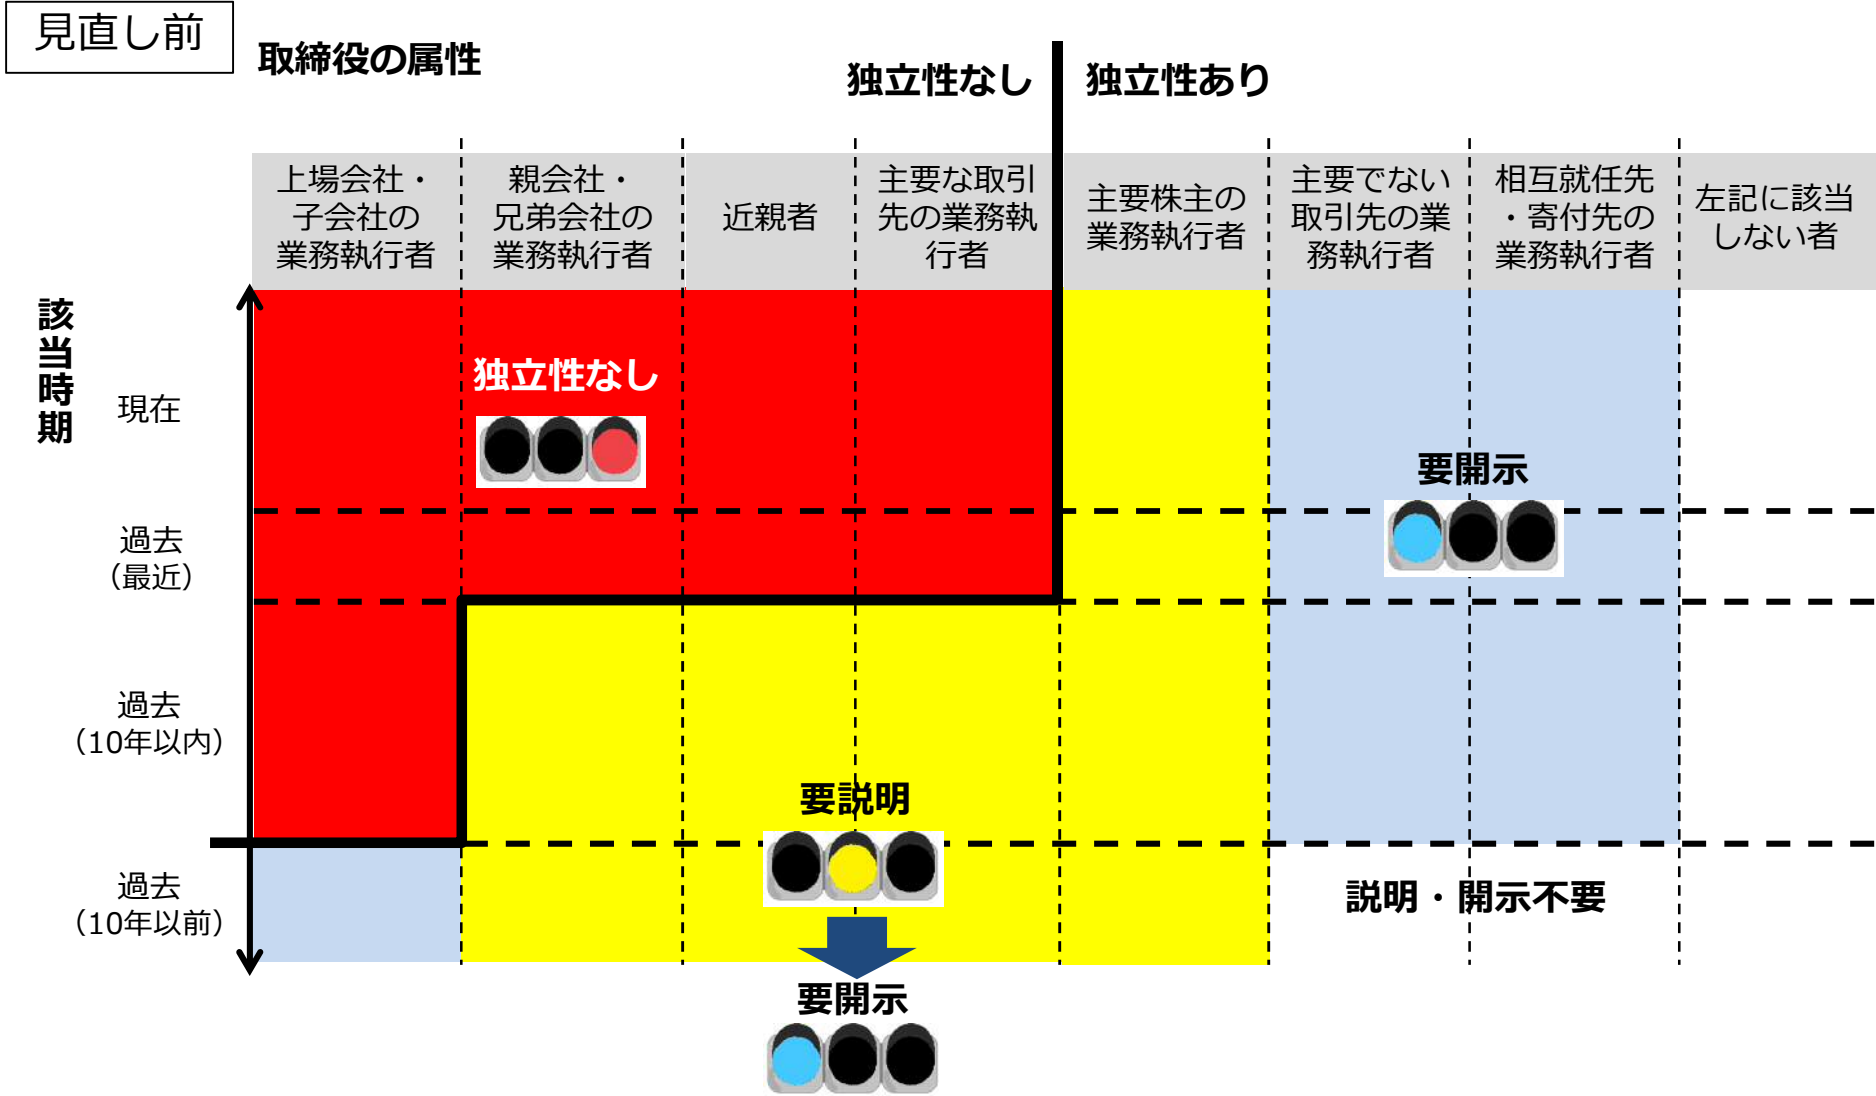 見直し前
取締役の属性
独立性なし
独立性あり
上場会社・
子会社の
業務執行者
親会社・
兄弟会社の
業務執行者
近親者
主要な取引
先の業務執
行者
主要株主の
業務執行者
主要でない
取引先の業
務執行者
相互就任先
・寄付先の
業務執行者
左記に該当
しない者
該当時期
現在
過去
（最近）
過去
（10年以内）
過去
（10年以前）
独立性なし
要開示
要説明
説明・開示不要
要開示